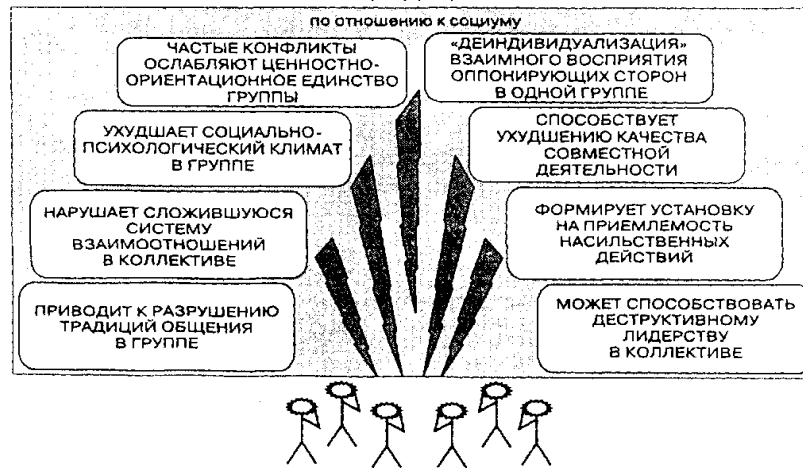 ПО ОТНОШЕНИЮ К СОЦИУМУ
ЧАСТЫЕ КОНФЛИКТЫ
ОСЛАБЛЯЮТ ЦЕННОСТНО-
ОРИЕНТАЦИОННОЕ ЕДИНСТВО
ГРУППЫ
«ДЕИНДИВИДУАЛИЗАЦИЯ»
ВЗАИМНОГО ВОСПРИЯТИЯ
ОППОНИРУЮЩИХ СТОРОН
В ОДНОЙ ГРУППЕ
УХУДШАЕТ СОЦИАЛЬНО-
ПСИХОЛОГИЧЕСКИЙ КЛИМАТ
В ГРУППЕ
СПОСОБСТВУЕТ
УХУДШЕНИЮ КАЧЕСТВА
СОВМЕСТНОЙ
ДЕЯТЕЛЬНОСТИ
НАРУШАЕТ СЛОЖИВШУЮСЯ
СИСТЕМУ
ВЗАИМООТНОШЕНИЙ
В КОЛЛЕКТИВЕ
ФОРМИРУЕТ УСТАНОВКУ
НА ПРИЕМЛЕМОСТЬ
НАСИЛЬСТВЕННЫХ
ДЕЙСТВИЙ
ПРИВОДИТ К РАЗРУШЕНИЮ
ТРАДИЦИЙ ОБЩЕНИЯ
В ГРУППЕ
МОЖЕТ СПОСОБСТВОВАТЬ
ДЕСТРУКТИВНОМУ
ЛИДЕРСТВУ
В КОЛЛЕКТИВЕ